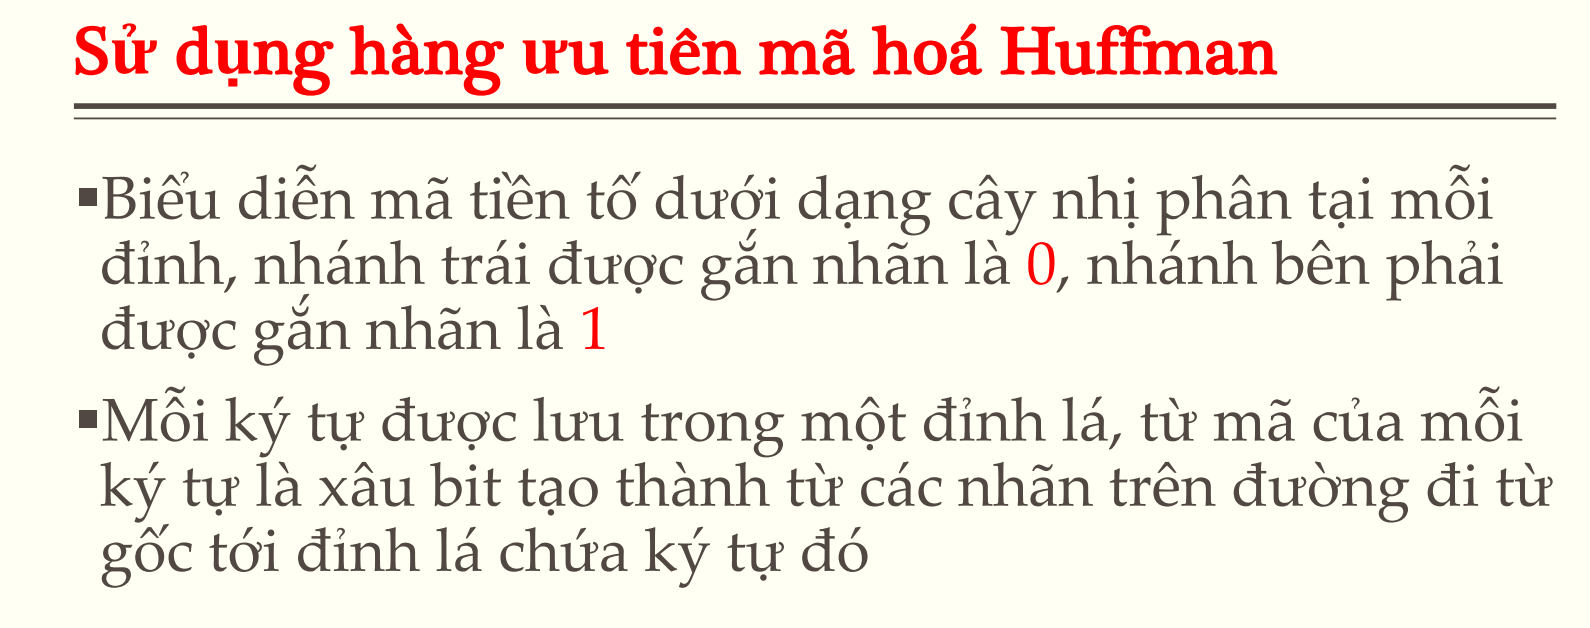 Sử dụng hàng ưu tiên mã hoá Huffman
▪Biểu diễn mã tiền tố dưới dạng cây nhị phân tại mỗi
đỉnh, nhánh trái được gắn nhãn là 0, nhánh bên phải
được gắn nhãn là 1
▪Mỗi ký tự được lưu trong một đỉnh lá, từ mã của mỗi
ký tự là xâu bit tạo thành từ các nhãn trên đường đi từ
gốc tới đỉnh lá chứa ký tự đó